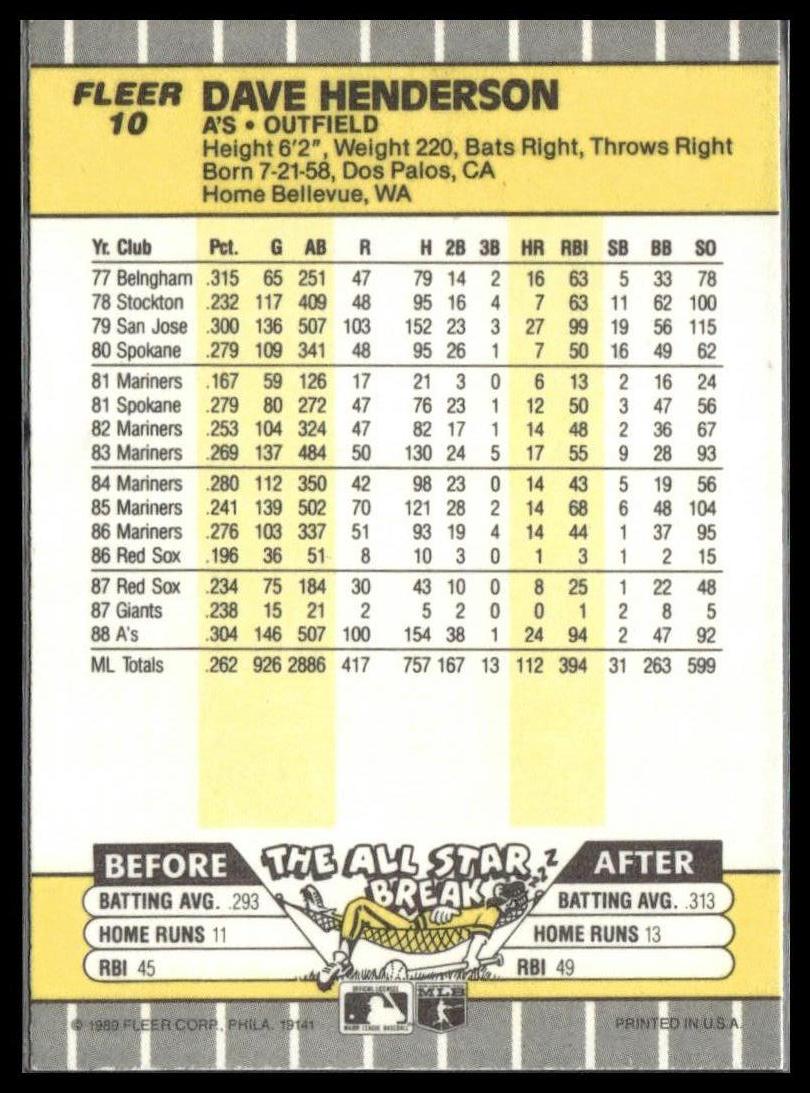 FLEER DAVE HENDERSON
10 A'S • OUTFIELD
Height 6'2", Weight 220, Bats Right, Throws Right
Born 7-21-58, Dos Palos, CA
Home Bellevue, WA
Yr. Club Pct. G AB R H 2B 3B HR RBI SB BB SO
77 Belngham .315 65 251 47 79 14 2 16 63 5 33 78
78 Stockton .232 117 409 48 95 16 4 7 63 11 62 100
79 San Jose .300 136 507 103 152 23 3 27 99 19 56 115
80 Spokane .279 109 341 48 95 26 1 7 50 16 49 62
81 Mariners .167 59 126 17 21 3 0 6 13 2 16 24
81 Spokane .279 80 272 47 76 23 1 12 50 3 47 56
82 Mariners .253 104 324 47 82 17 1 14 48 2 36 67
83 Mariners .269 137 484 50 130 24 5 17 55 9 28 93
84 Mariners .280 112 350 42 98 23 0 14 43 5 19 56
85 Mariners .241 139 502 70 121 28 2 14 68 6 48 104
86 Mariners .276 103 337 51 93 19 4 14 44 1 37 95
86 Red Sox .196 36 51 8 10 3 0 1 3 1 2 15
87 Red Sox .234 75 184 30 43 10 0 8 25 1 22 48
87 Giants .238 15 21 2 5 2 0 0 1 2 8 5
88 A's .304 146 507 100 154 38 1 24 94 2 47 92
ML Totals .262 926 2886 417 757 167 13 112 394 31 263 599
BEFORE THE ALL STAR BREAK AFTER
ZZZ
BATTING AVG. .293 BATTING AVG. .313
HOME RUNS 11 HOME RUNS 13
RBI 45 RBI 49
OFFICIAL LICENSEE
MAJOR LEAGUE BASEBALL
MLB
© 1989 FLEER CORP., PHILA. 19141 PRINTED IN U.S.A.